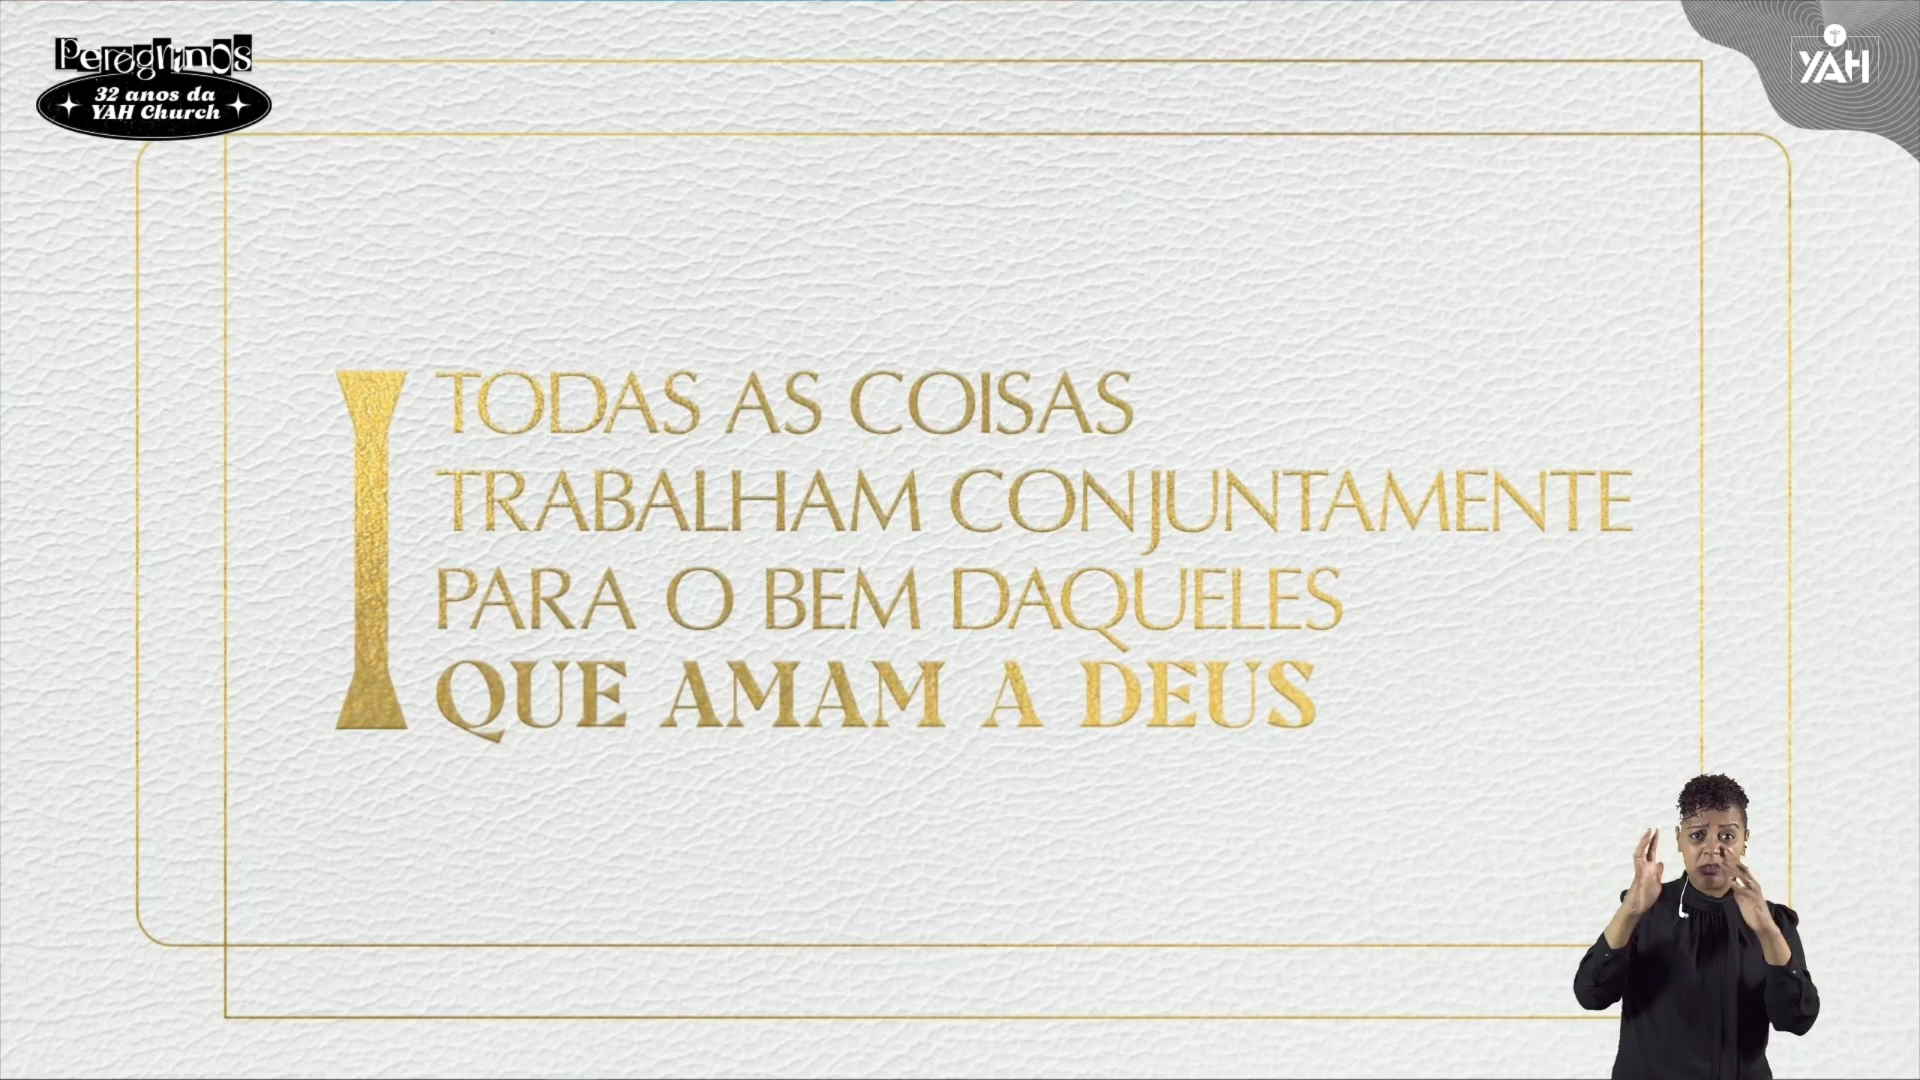 Peregrinos
32 anos da
YAH Church
YAH
TODAS AS COISAS
TRABALHAM CONJUNTAMENTE
PARA O BEM DAQUELES
QUE AMAM A DEUS